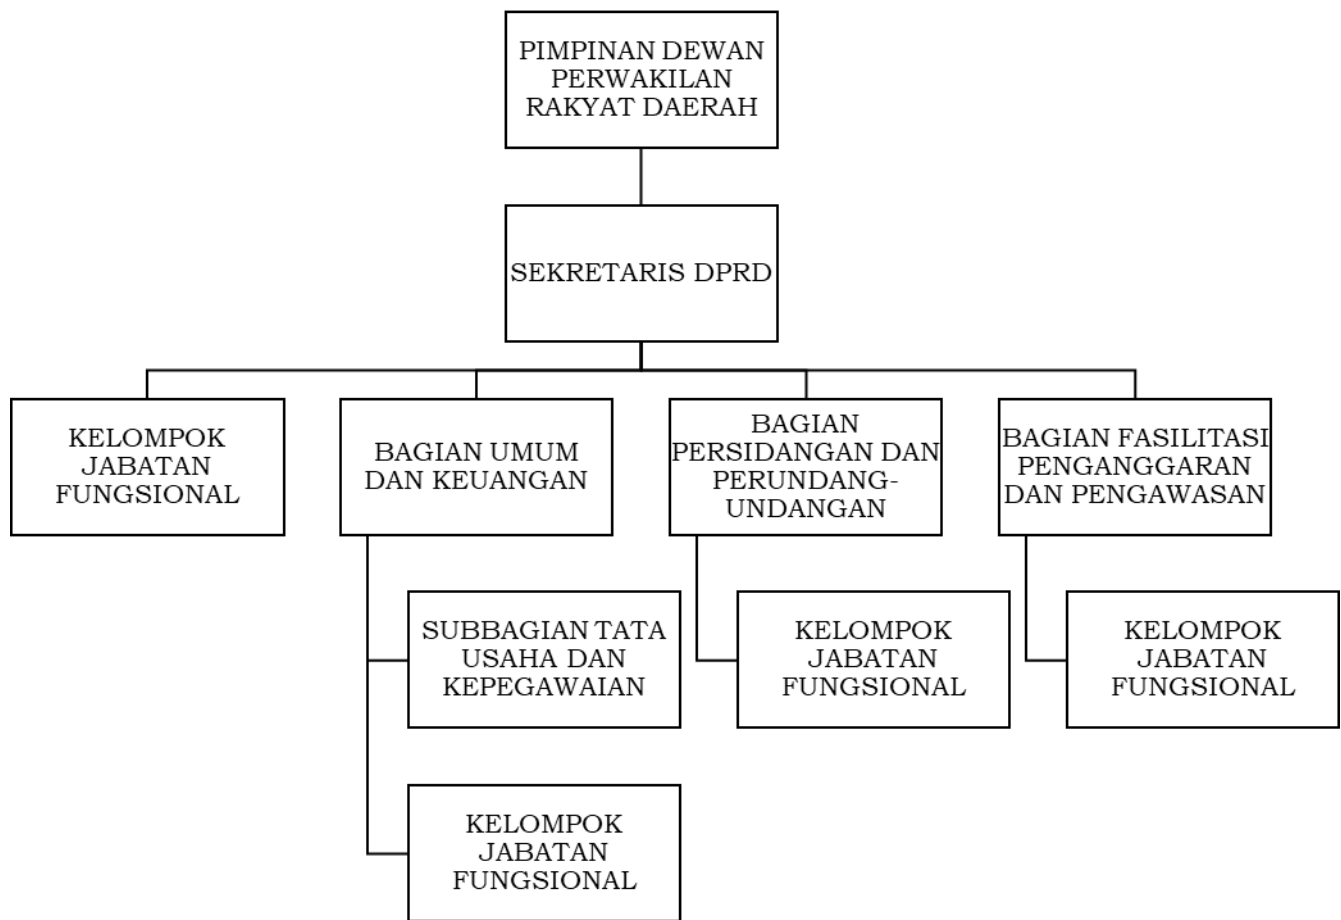 PIMPINAN DEWAN
PERWAKILAN
RAKYAT DAERAH
SEKRETARIS DPRD
KELOMPOK
JABATAN
FUNGSIONAL
BAGIAN UMUM
DAN KEUANGAN
BAGIAN
PERSIDANGAN DAN
PERUNDANG-
UNDANGAN
BAGIAN FASILITASI
PENGANGGARAN
DAN PENGAWASAN
SUBBAGIAN TATA
USAHA DAN
KEPEGAWAIAN
KELOMPOK
JABATAN
FUNGSIONAL
KELOMPOK
JABATAN
FUNGSIONAL
KELOMPOK
JABATAN
FUNGSIONAL